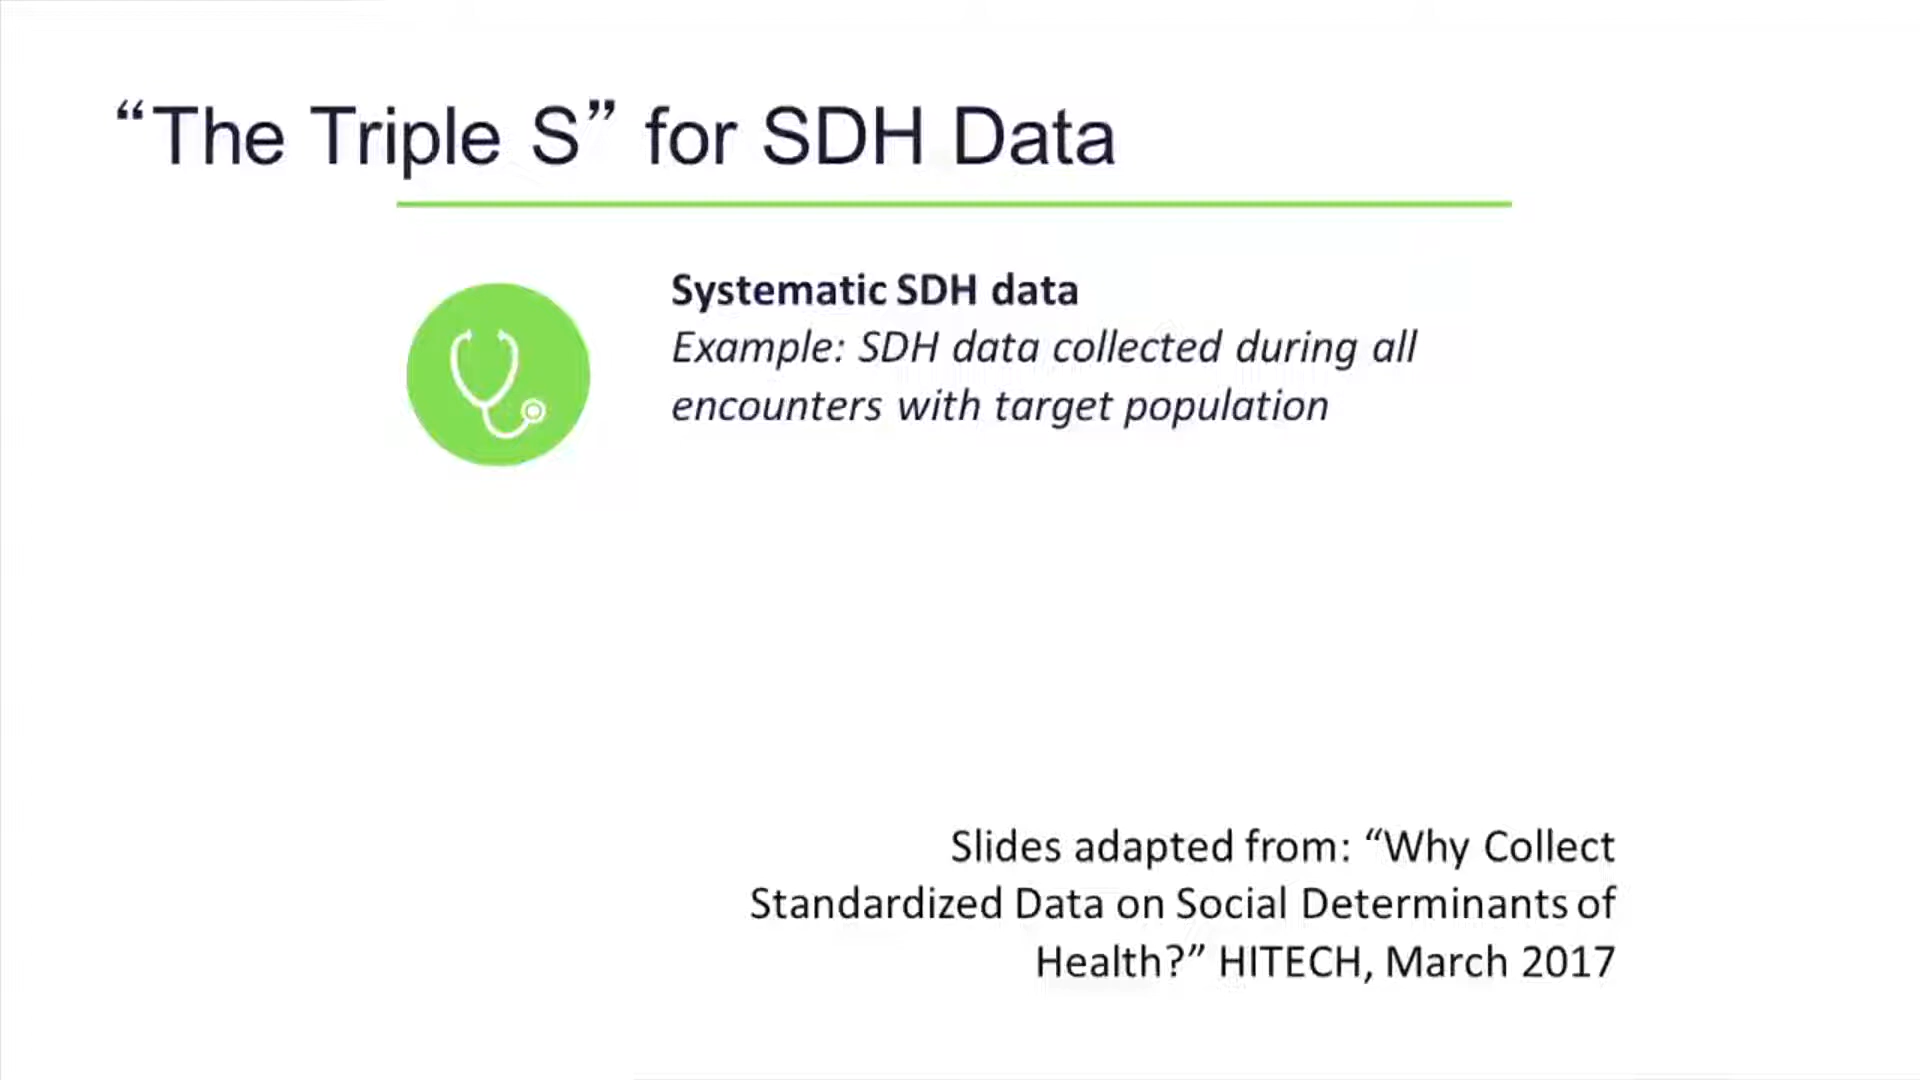 “The Triple S” for SDH Data
Systematic SDH data
Example: SDH data collected during all
encounters with target population
Slides adapted from: “Why Collect
Standardized Data on Social Determinants of
Health?” HITECH, March 2017